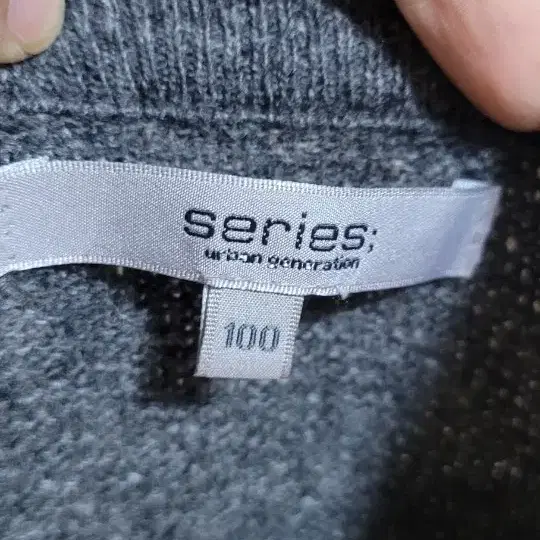 series;
urban generation
100